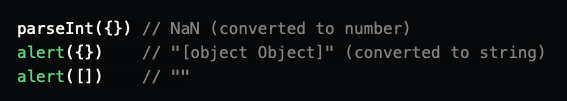 parseInt({}) // NaN (converted to number)
alert({})    // "[object Object]" (converted to string)
alert([])    // ""